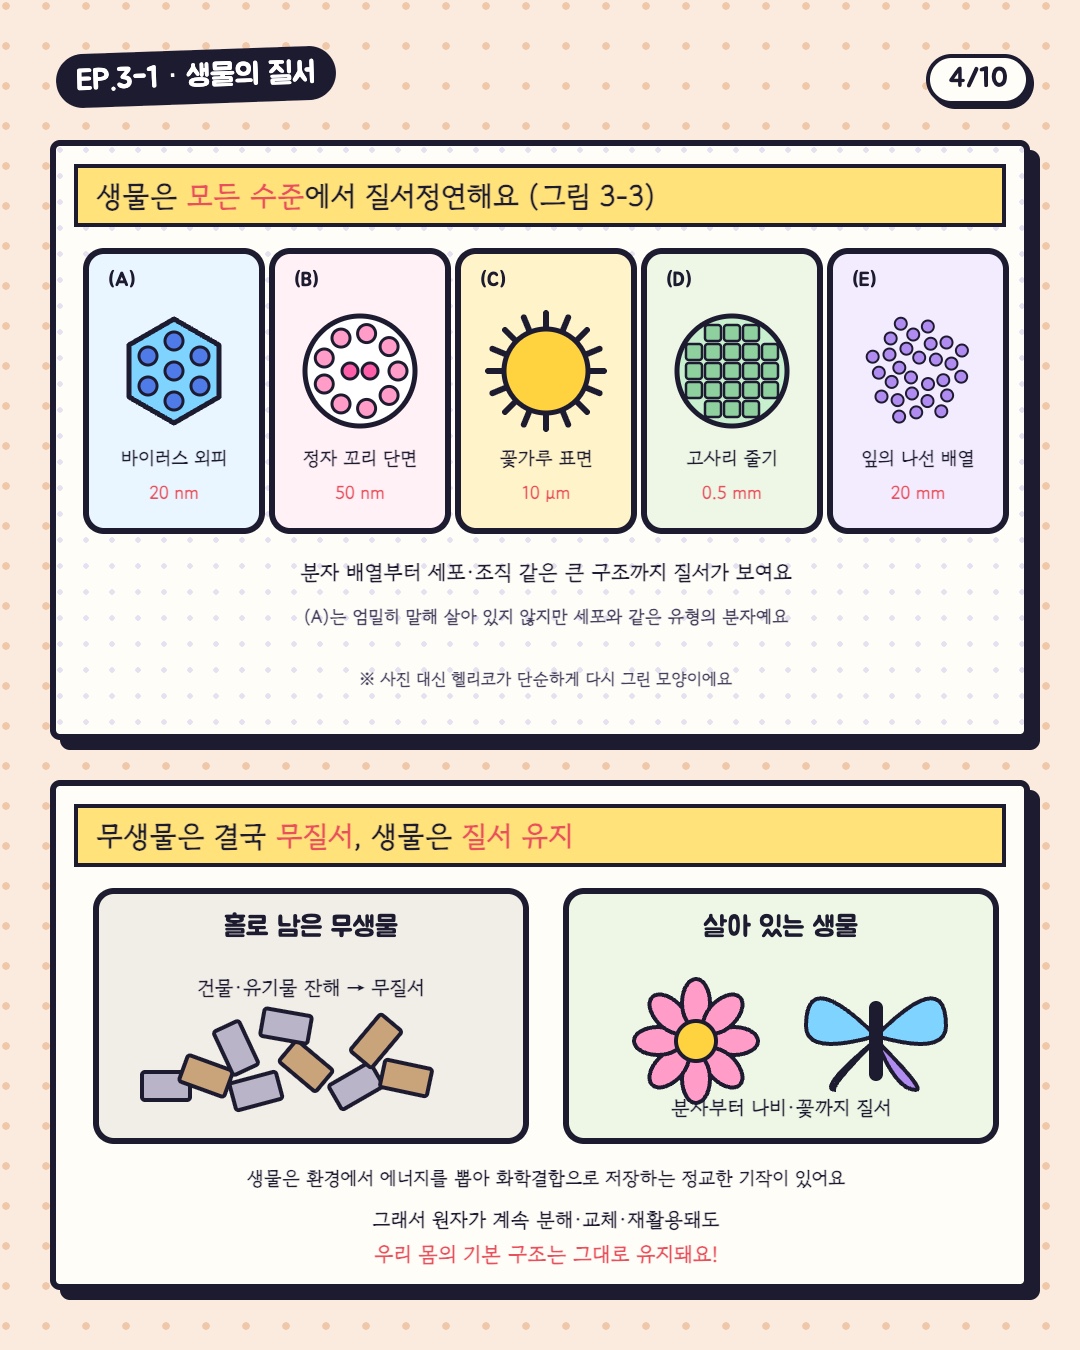 EP.3-1 · 생물의 질서
4/10
생물은 모든 수준에서 질서정연해요 (그림 3-3)
(A)
바이러스 외피
20 nm
(B)
정자 꼬리 단면
50 nm
(C)
꽃가루 표면
10 μm
(D)
고사리 줄기
0.5 mm
(E)
잎의 나선 배열
20 mm
분자 배열부터 세포·조직 같은 큰 구조까지 질서가 보여요
(A)는 엄밀히 말해 살아 있지 않지만 세포와 같은 유형의 분자예요
※ 사진 대신 헬리코가 단순하게 다시 그린 모양이에요
무생물은 결국 무질서, 생물은 질서 유지
홀로 남은 무생물
건물·유기물 잔해 → 무질서
살아 있는 생물
분자부터 나비·꽃까지 질서
생물은 환경에서 에너지를 뽑아 화학결합으로 저장하는 정교한 기작이 있어요
그래서 원자가 계속 분해·교체·재활용돼도
우리 몸의 기본 구조는 그대로 유지돼요!